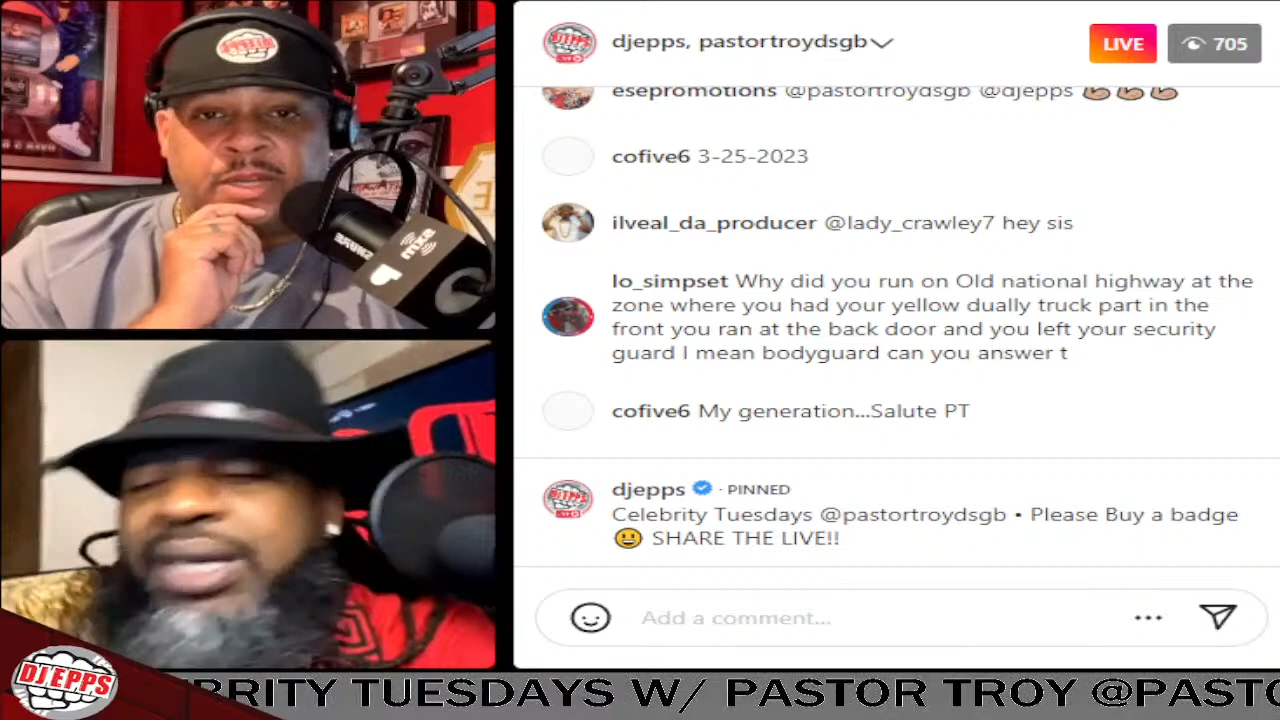 djepps, pastortroydsgb
LIVE
705
esepromotions @pastortroydsgb @djepps 💪🏽💪🏽💪🏽
cofive6 3-25-2023
ilveal_da_producer @lady_crawley7 hey sis
lo_simpset Why did you run on Old national highway at the
zone where you had your yellow dually truck part in the
front you ran at the back door and you left your security
guard I mean bodyguard can you answer t
cofive6 My generation...Salute PT
djepps • PINNED
Celebrity Tuesdays @pastortroydsgb • Please Buy a badge
😀 SHARE THE LIVE!!
Add a comment...
DJ EPPS
BRITY TUESDAYS W/ PASTOR TROY @PASTO